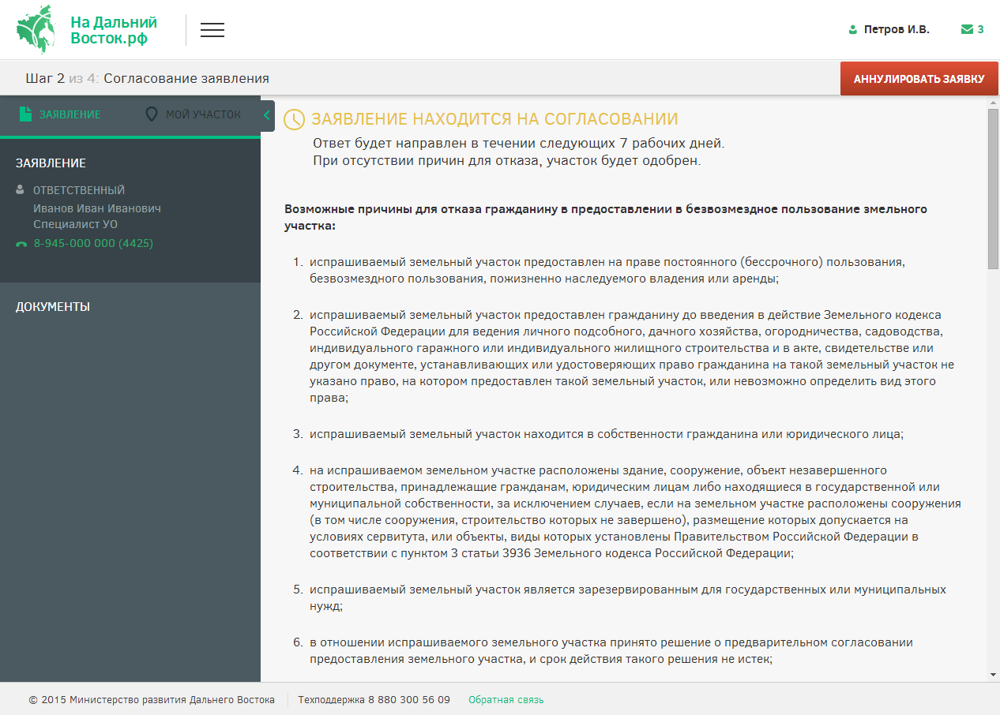 На Дальний
Восток.рф
Петров И.В.
3
Шаг 2 из 4: Согласование заявления
АННУЛИРОВАТЬ ЗАЯВКУ
ЗАЯВЛЕНИЕ
МОЙ УЧАСТОК
ЗАЯВЛЕНИЕ
ОТВЕТСТВЕННЫЙ
Иванов Иван Иванович
Специалист УО
8-945-000 000 (4425)
ДОКУМЕНТЫ
ЗАЯВЛЕНИЕ НАХОДИТСЯ НА СОГЛАСОВАНИИ
Ответ будет направлен в течении следующих 7 рабочих дней.
При отсутствии причин для отказа, участок будет одобрен.
Возможные причины для отказа гражданину в предоставлении в безвозмездное пользование змельного
участка:
1. испрашиваемый земельный участок предоставлен на праве постоянного (бессрочного) пользования,
безвозмездного пользования, пожизненно наследуемого владения или аренды;
2. испрашиваемый земельный участок предоставлен гражданину до введения в действие Земельного кодекса
Российской Федерации для ведения личного подсобного, дачного хозяйства, огородничества, садоводства,
индивидуального гаражного или индивидуального жилищного строительства и в акте, свидетельстве или
другом документе, устанавливающих или удостоверяющих право гражданина на такой земельный участок не
указано право, на котором предоставлен такой земельный участок, или невозможно определить вид этого
права;
3. испрашиваемый земельный участок находится в собственности гражданина или юридического лица;
4. на испрашиваемом земельном участке расположены здание, сооружение, объект незавершенного
строительства, принадлежащие гражданам, юридическим лицам либо находящиеся в государственной или
муниципальной собственности, за исключением случаев, если на земельном участке расположены сооружения
(в том числе сооружения, строительство которых не завершено), размещение которых допускается на
условиях сервитута, или объекты, виды которых установлены Правительством Российской Федерации в
соответствии с пунктом 3 статьи 3936 Земельного кодекса Российской Федерации;
5. испрашиваемый земельный участок является зарезервированным для государственных или муниципальных
нужд;
6. в отношении испрашиваемого земельного участка принято решение о предварительном согласовании
предоставления земельного участка, и срок действия такого решения не истек;
© 2015 Министерство развития Дальнего Востока
Техподдержка 8 880 300 56 09
Обратная связь